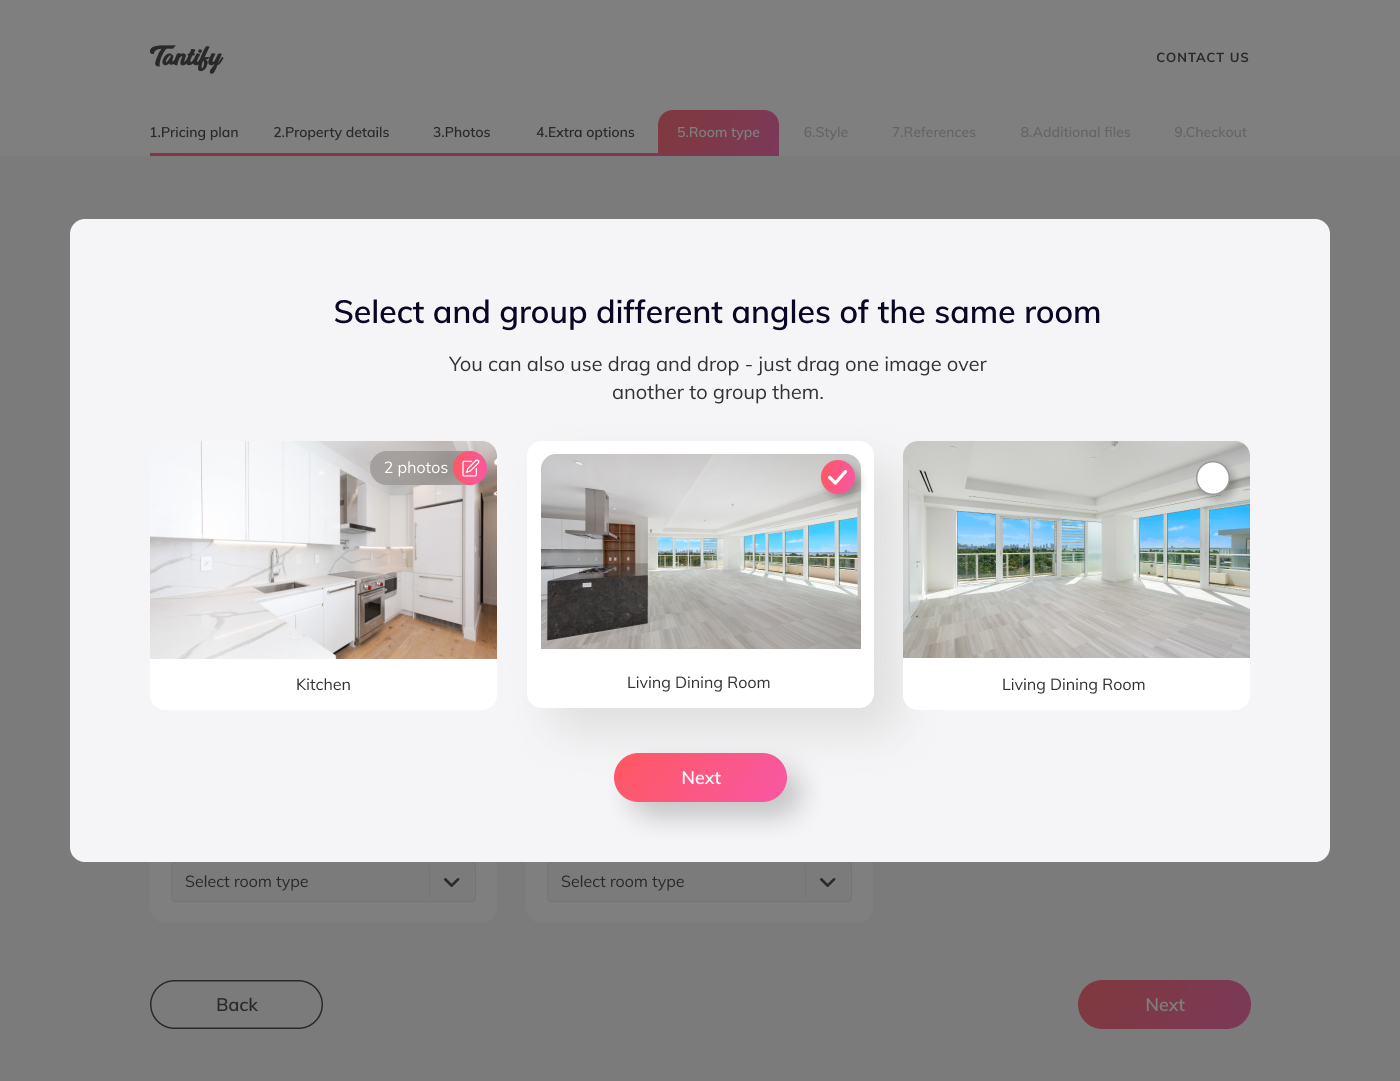 Tantify
CONTACT US
1.Pricing plan
2.Property details
3.Photos
4.Extra options
5.Room type
6.Style
7.References
8.Additional files
9.Checkout
Select and group different angles of the same room
You can also use drag and drop - just drag one image over
another to group them.
2 photos
Kitchen
Living Dining Room
Living Dining Room
Next
Select room type
Select room type
Back
Next